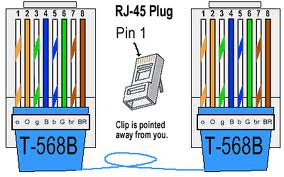 1 2 3 4 5 6 7 8
RJ-45 Plug
Pin 1
1 2 3 4 5 6 7 8
Clip is pointed
away from you.
o O g B b G br BR
T-568B
o O g B b G br BR
T-568B